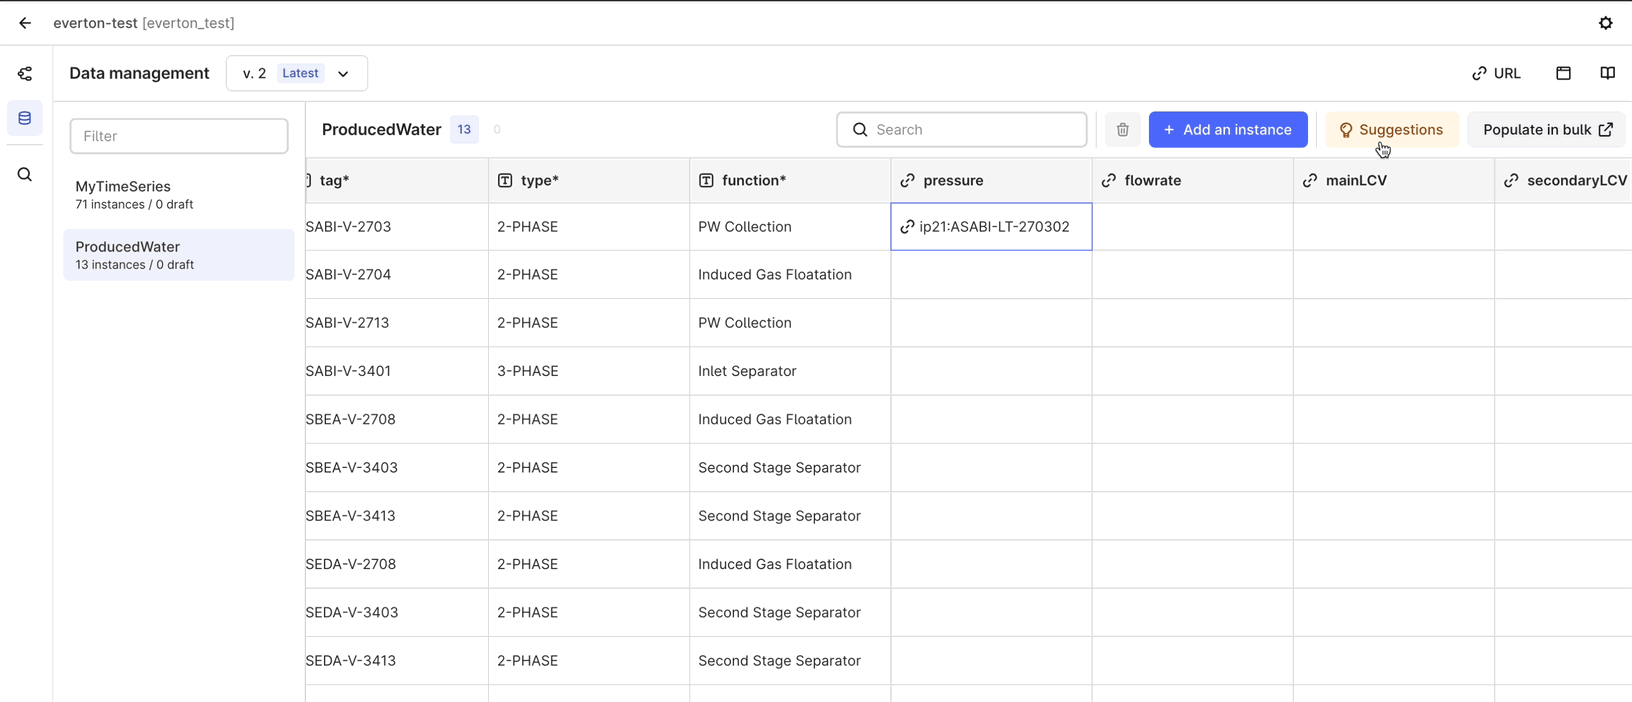 everton-test [everton_test]
Data management v. 2 Latest URL
Filter
MyTimeSeries
71 instances / 0 draft
ProducedWater
13 instances / 0 draft
ProducedWater 13 0 Search + Add an instance Suggestions Populate in bulk
tag* type* function* pressure flowrate mainLCV secondaryLCV
SABI-V-2703 2-PHASE PW Collection ip21:ASABI-LT-270302
SABI-V-2704 2-PHASE Induced Gas Floatation
SABI-V-2713 2-PHASE PW Collection
SABI-V-3401 3-PHASE Inlet Separator
SBEA-V-2708 2-PHASE Induced Gas Floatation
SBEA-V-3403 2-PHASE Second Stage Separator
SBEA-V-3413 2-PHASE Second Stage Separator
SEDA-V-2708 2-PHASE Induced Gas Floatation
SEDA-V-3403 2-PHASE Second Stage Separator
SEDA-V-3413 2-PHASE Second Stage Separator